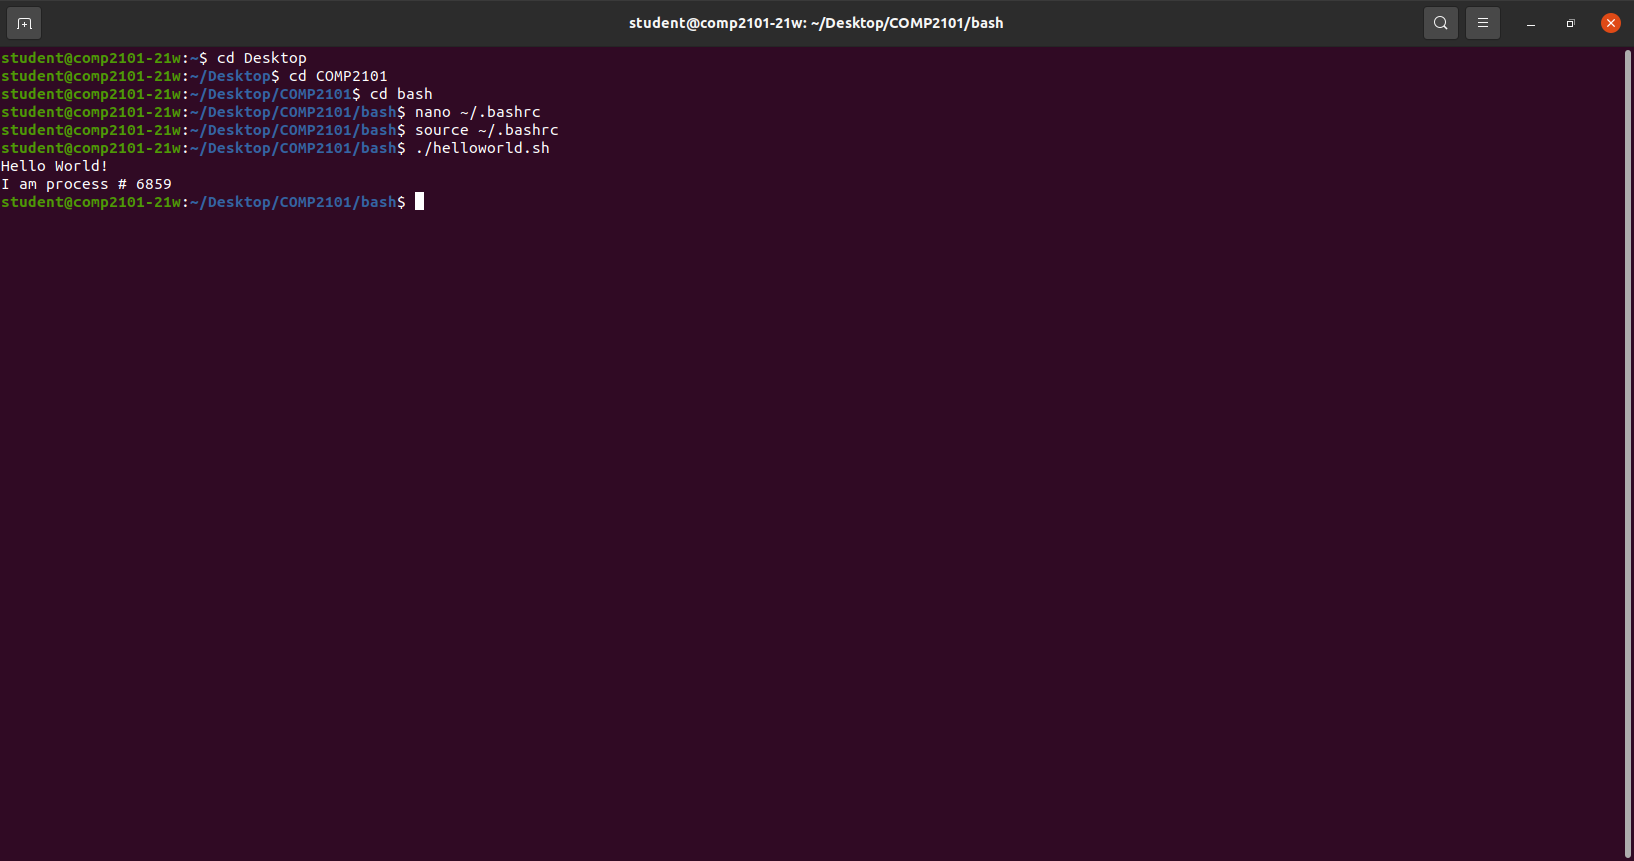 student@comp2101-21w: ~/Desktop/COMP2101/bash
student@comp2101-21w:~$ cd Desktop
student@comp2101-21w:~/Desktop$ cd COMP2101
student@comp2101-21w:~/Desktop/COMP2101$ cd bash
student@comp2101-21w:~/Desktop/COMP2101/bash$ nano ~/.bashrc
student@comp2101-21w:~/Desktop/COMP2101/bash$ source ~/.bashrc
student@comp2101-21w:~/Desktop/COMP2101/bash$ ./helloworld.sh
Hello World!
I am process # 6859
student@comp2101-21w:~/Desktop/COMP2101/bash$